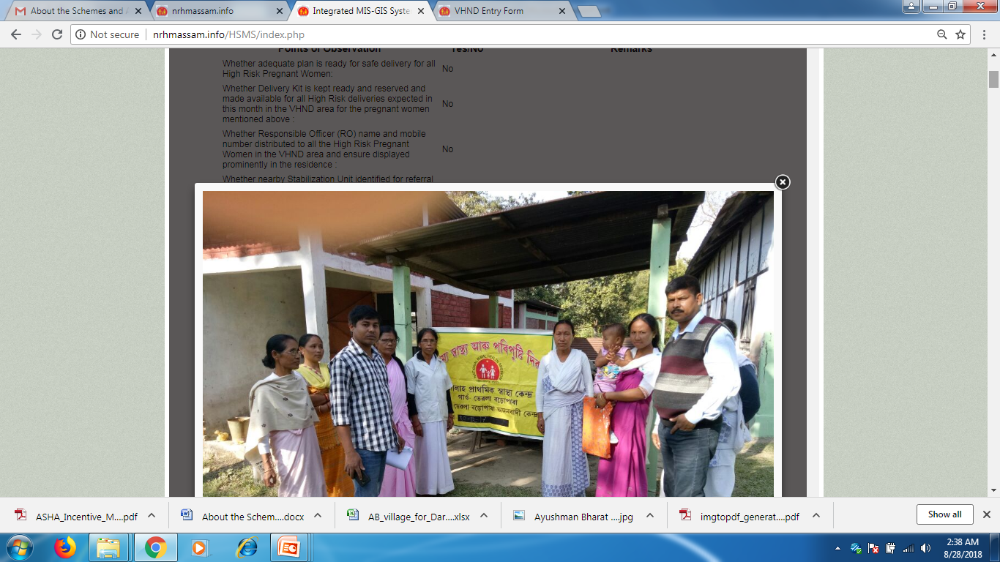 About the Schemes and A
nrhmassam.info
Integrated MIS-GIS Syste
VHND Entry Form
Not secure
nrhmassam.info/HSMS/index.php
Points of Observation Yes/No Remarks
Whether adequate plan is ready for safe delivery for all
High Risk Pregnant Women:
No
Whether Delivery Kit is kept ready and reserved and
made available for all High Risk deliveries expected in
this month in the VHND area for the pregnant women
mentioned above :
No
Whether Responsible Officer (RO) name and mobile
number distributed to all the High Risk Pregnant
Women in the VHND area and ensure displayed
prominently in the residence :
No
Whether nearby Stabilization Unit identified for referral
স্বাস্থ্য আৰু পৰিপুষ্টি দি
প্ৰাথমিক স্বাস্থ্য কেন্দ্ৰ
গাওঁ- ভেৰলা বড়োপাৰা
ভেৰলা বড়োপাৰা অঙ্গনবাদী কেন্দ্ৰ
ASHA_Incentive_M....pdf
About the Schem....docx
AB_village_for_Dar....xlsx
Ayushman Bharat ....jpg
imgtopdf_generat....pdf
Show all
2:38 AM
8/28/2018